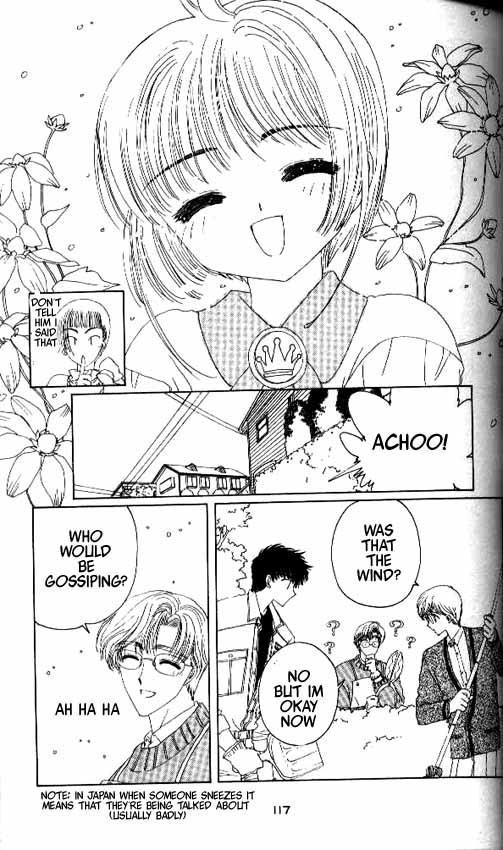 DON'T
TELL
HIM I
SAID
THAT
ACHOO!
WHO
WOULD
BE
GOSSIPING?
AH HA HA
WAS
THAT
THE
WIND?
?
?
?
?
NO
BUT IM
OKAY
NOW
NOTE: IN JAPAN WHEN SOMEONE SNEEZES IT
MEANS THAT THEY'RE BEING TALKED ABOUT
(USUALLY BADLY)
117